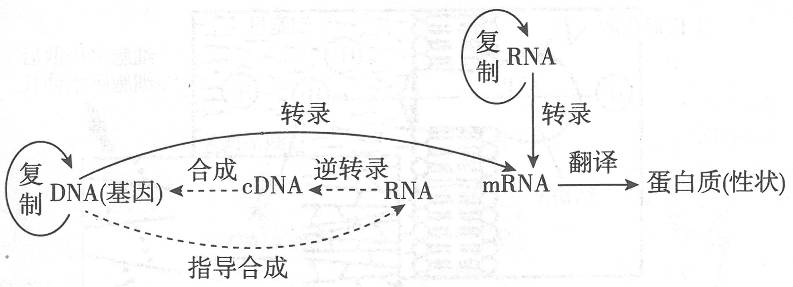 复制
RNA
转录
转录
复制
DNA(基因)
合成
cDNA
逆转录
RNA
mRNA
翻译
蛋白质(性状)
指导合成